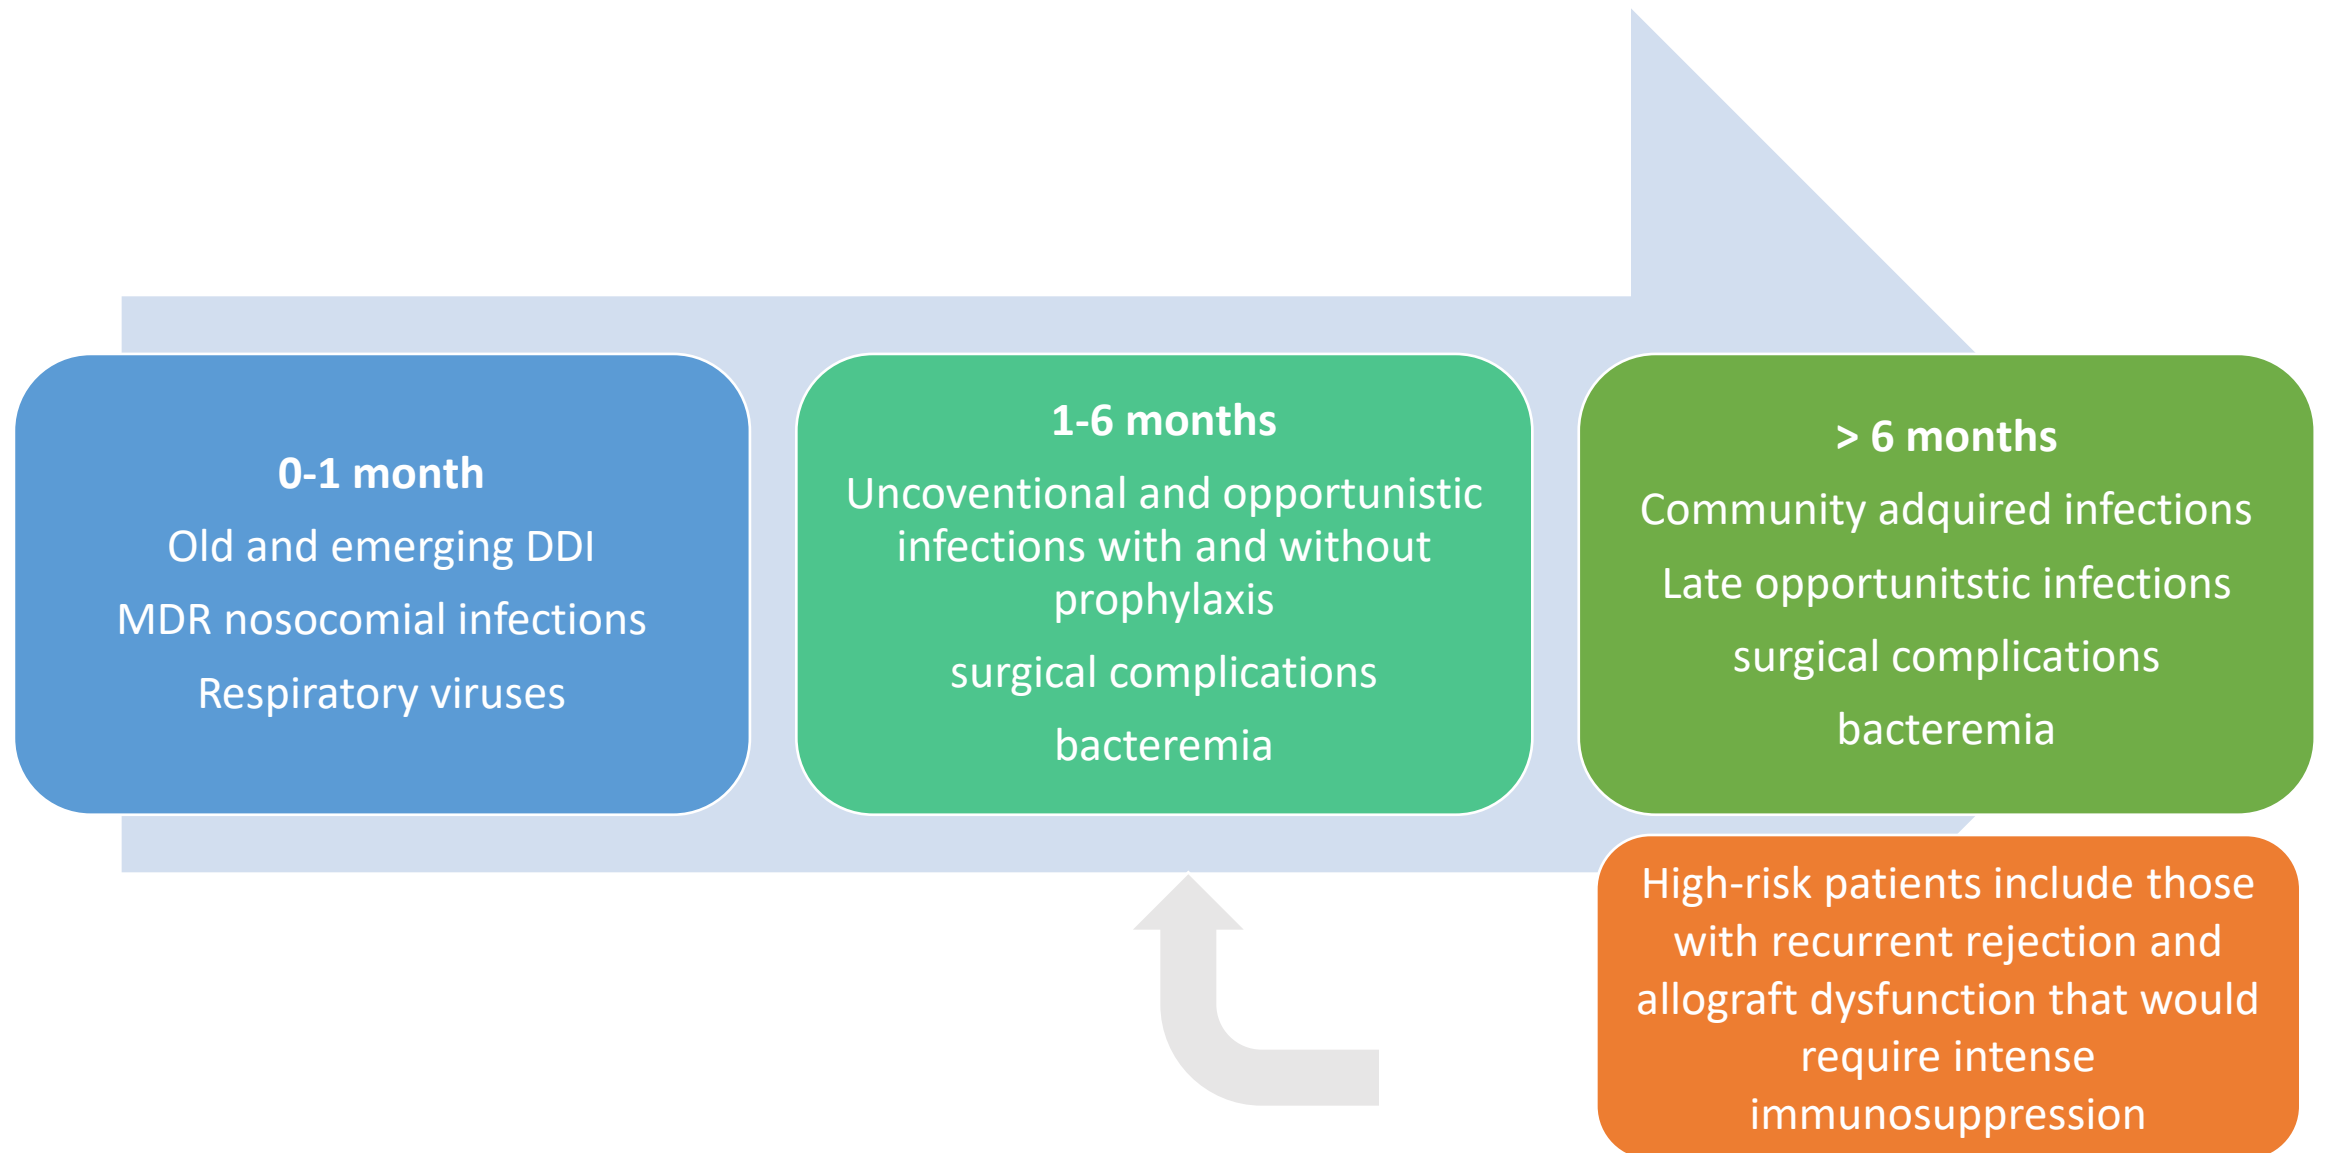 0-1 month
Old and emerging DDI
MDR nosocomial infections
Respiratory viruses
1-6 months
Uncoventional and opportunistic
infections with and without
prophylaxis
surgical complications
bacteremia
> 6 months
Community adquired infections
Late opportunitstic infections
surgical complications
bacteremia
High-risk patients include those
with recurrent rejection and
allograft dysfunction that would
require intense
immunosuppression